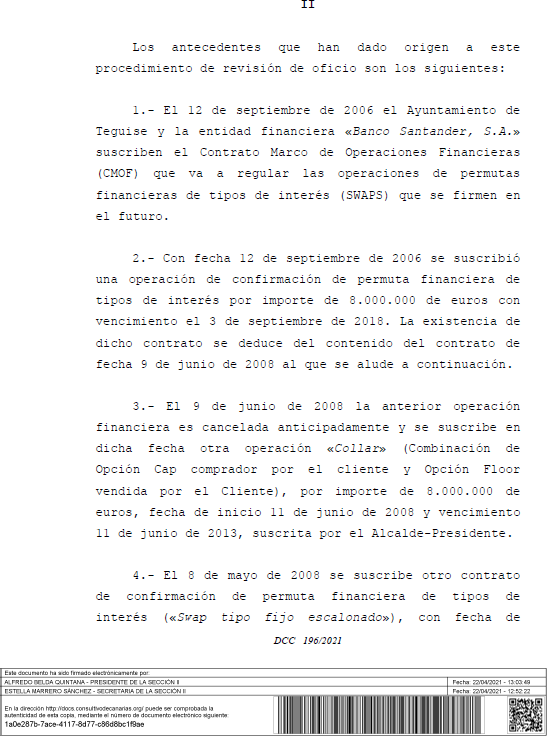 II
Los antecedentes que han dado origen a este
procedimiento de revisión de oficio son los siguientes:
1.- El 12 de septiembre de 2006 el Ayuntamiento de
Teguise y la entidad financiera «Banco Santander, S.A.»
suscriben el Contrato Marco de Operaciones Financieras
(CMOF) que va a regular las operaciones de permutas
financieras de tipos de interés (SWAPS) que se firmen en
el futuro.
2.- Con fecha 12 de septiembre de 2006 se suscribió
una operación de confirmación de permuta financiera de
tipos de interés por importe de 8.000.000 de euros con
vencimiento el 3 de septiembre de 2018. La existencia de
dicho contrato se deduce del contenido del contrato de
fecha 9 de junio de 2008 al que se alude a continuación.
3.- El 9 de junio de 2008 la anterior operación
financiera es cancelada anticipadamente y se suscribe en
dicha fecha otra operación «Collar» (Combinación de
Opción Cap comprador por el cliente y Opción Floor
vendida por el Cliente), por importe de 8.000.000 de
euros, fecha de inicio 11 de junio de 2008 y vencimiento
11 de junio de 2013, suscrita por el Alcalde-Presidente.
4.- El 8 de mayo de 2008 se suscribe otro contrato
de confirmación de permuta financiera de tipos de
interés («Swap tipo fijo escalonado»), con fecha de
DCC 196/2021
Este documento ha sido firmado electrónicamente por:
ALFREDO BELDA QUINTANA - PRESIDENTE DE LA SECCIÓN II Fecha: 22/04/2021 - 13:03:49
ESTELLA MARRERO SÁNCHEZ - SECRETARIA DE LA SECCIÓN II Fecha: 22/04/2021 - 12:52:22
En la dirección http://docs.consultivodecanarias.org/ puede ser comprobada la
autenticidad de esta copia, mediante el número de documento electrónico siguiente:
1a0e287b-7ace-4117-8d77-c86d8bc1f9ae